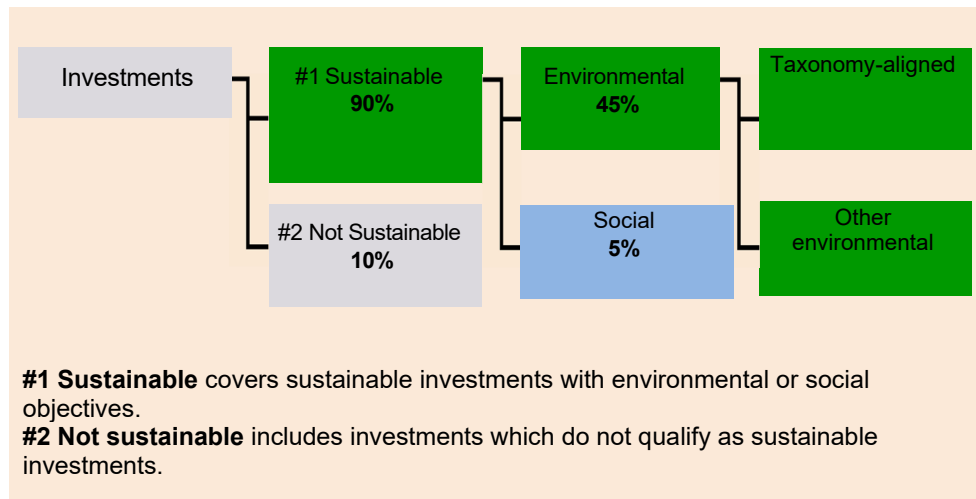 Investments
#1 Sustainable
90%
#2 Not Sustainable
10%
Environmental
45%
Social
5%
Taxonomy-aligned
Other
environmental
#1 Sustainable covers sustainable investments with environmental or social
objectives.
#2 Not sustainable includes investments which do not qualify as sustainable
investments.